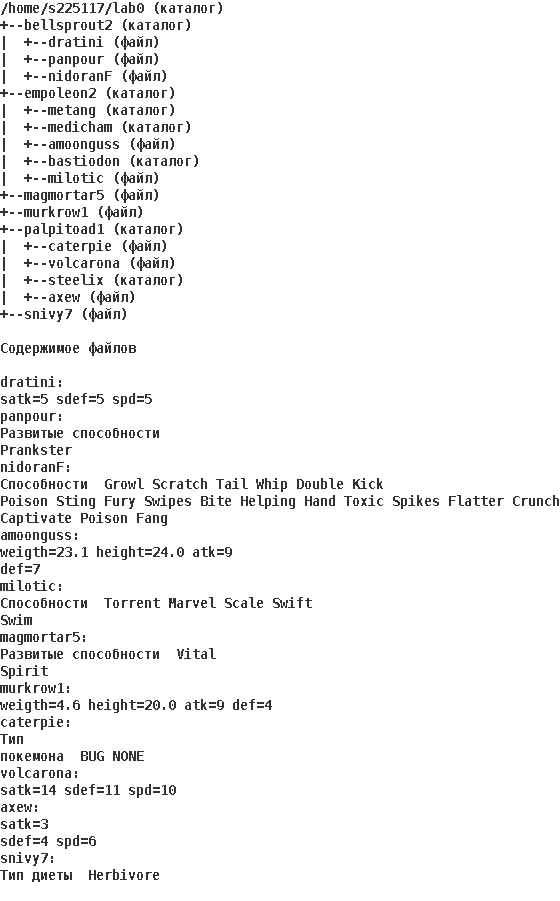 /home/s225117/lab0 (каталог)
+--bellsprout2 (каталог)
|  +--dratini (файл)
|  +--panpour (файл)
|  +--nidoranF (файл)
+--empoleon2 (каталог)
|  +--metang (каталог)
|  +--medicham (каталог)
|  +--amoonguss (файл)
|  +--bastiodon (каталог)
|  +--milotic (файл)
+--magmortar5 (файл)
+--murkrow1 (файл)
+--palpitoad1 (каталог)
|  +--caterpie (файл)
|  +--volcarona (файл)
|  +--steelix (каталог)
|  +--axew (файл)
+--snivy7 (файл)

Содержимое файлов

dratini:
satk=5 sdef=5 spd=5
panpour:
Развитые способности
Prankster
nidoranF:
Способности  Growl Scratch Tail Whip Double Kick
Poison Sting Fury Swipes Bite Helping Hand Toxic Spikes Flatter Crunch
Captivate Poison Fang
amoonguss:
weigth=23.1 height=24.0 atk=9
def=7
milotic:
Способности  Torrent Marvel Scale Swift
Swim
magmortar5:
Развитые способности  Vital
Spirit
murkrow1:
weigth=4.6 height=20.0 atk=9 def=4
caterpie:
Тип
покемона  BUG NONE
volcarona:
satk=14 sdef=11 spd=10
axew:
satk=3
sdef=4 spd=6
snivy7:
Тип диеты  Herbivore